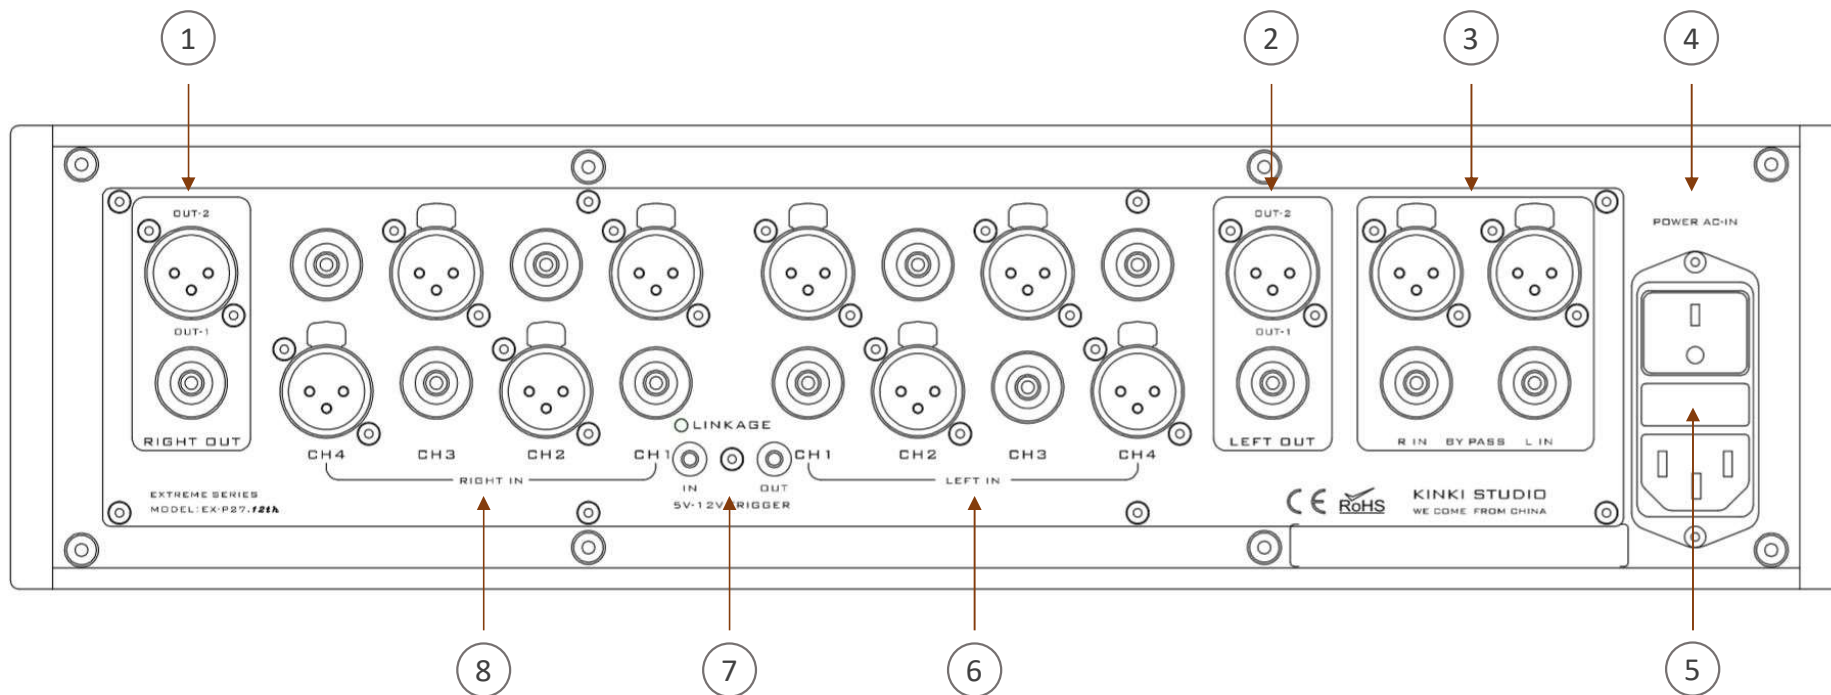 1
2
3
4
OUT-2
OUT-2
POWER AC-IN
OUT-1
OUT-1
LINKAGE
RIGHT OUT
LEFT OUT
R IN BY PASS L IN
CH4 CH3 CH2 CH1
CH1 CH2 CH3 CH4
RIGHT IN
LEFT IN
IN OUT
5V-12V TRIGGER
EXTREME SERIES
MODEL:EX-P27.12th
CE RoHS
KINKI STUDIO
WE COME FROM CHINA
8
7
6
5